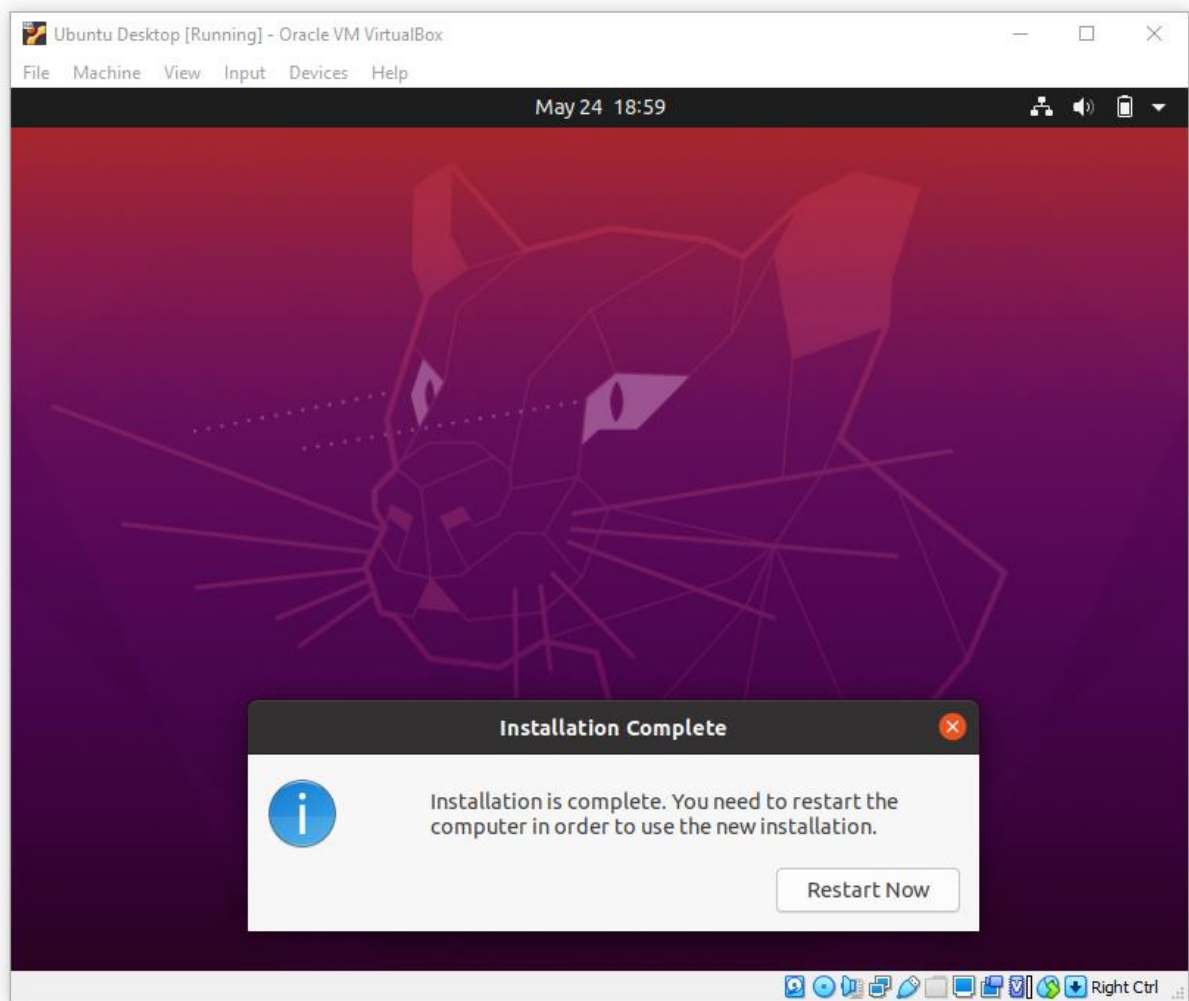 Ubuntu Desktop [Running] - Oracle VM VirtualBox
File Machine View Input Devices Help
May 24 18:59
Installation Complete
Installation is complete. You need to restart the
computer in order to use the new installation.
Restart Now
Right Ctrl